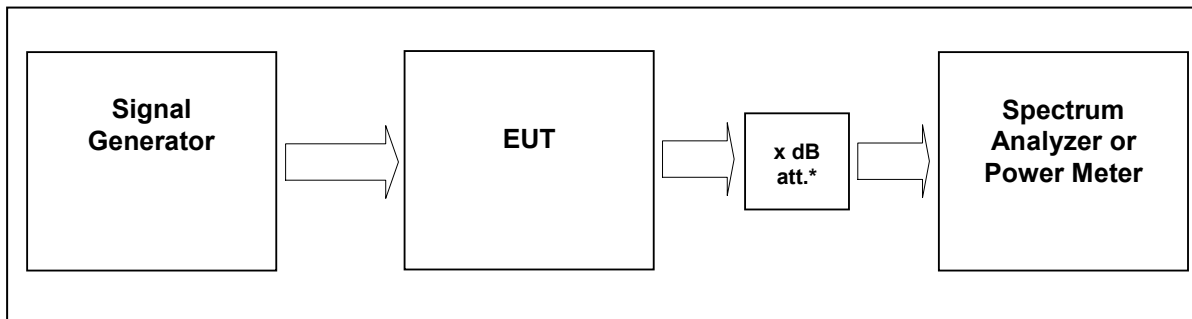 Signal
Generator
EUT
x dB
att.*
Spectrum
Analyzer or
Power Meter